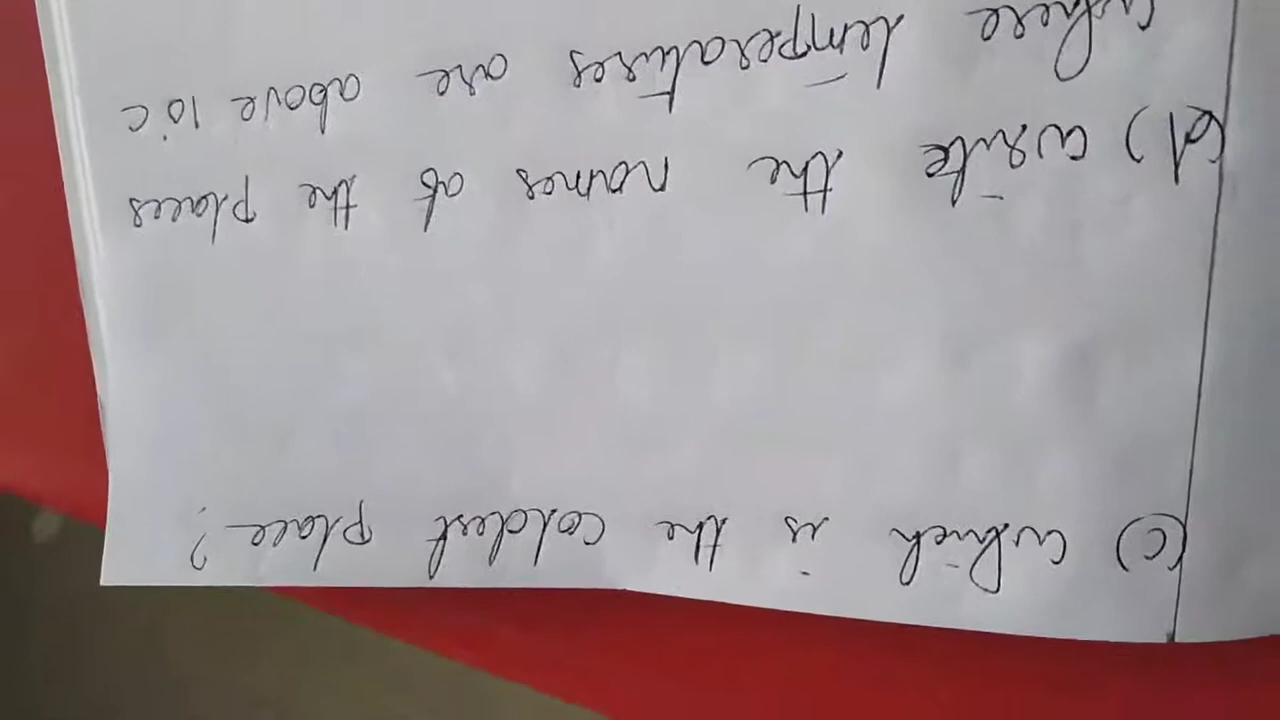 (c) which is the coldest place?
(d) write the names of the places
where temperatures are above 10°c